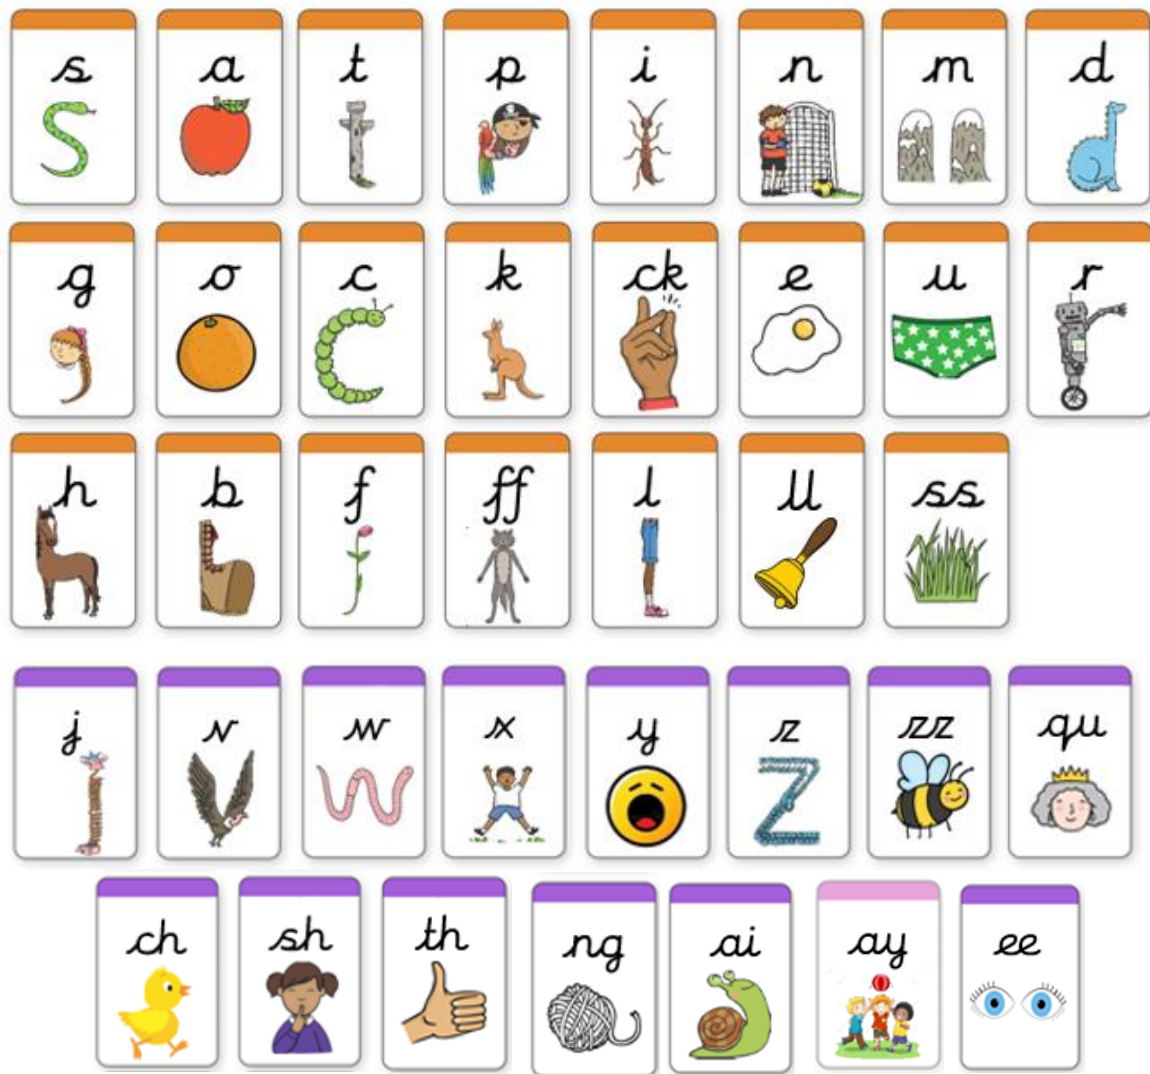 s a t p i n m d
g o c k ck e u r
h b f ff l ll ss
j v w x y z zz qu
ch sh th ng ai ay ee